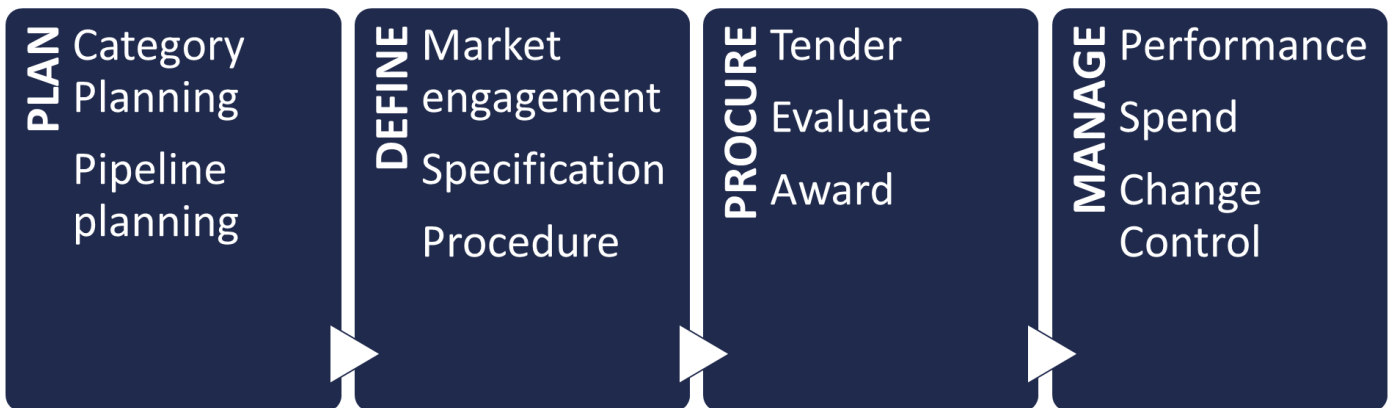 PLAN
Category
Planning
Pipeline
planning
DEFINE
Market
engagement
Specification
Procedure
PROCURE
Tender
Evaluate
Award
MANAGE
Performance
Spend
Change
Control